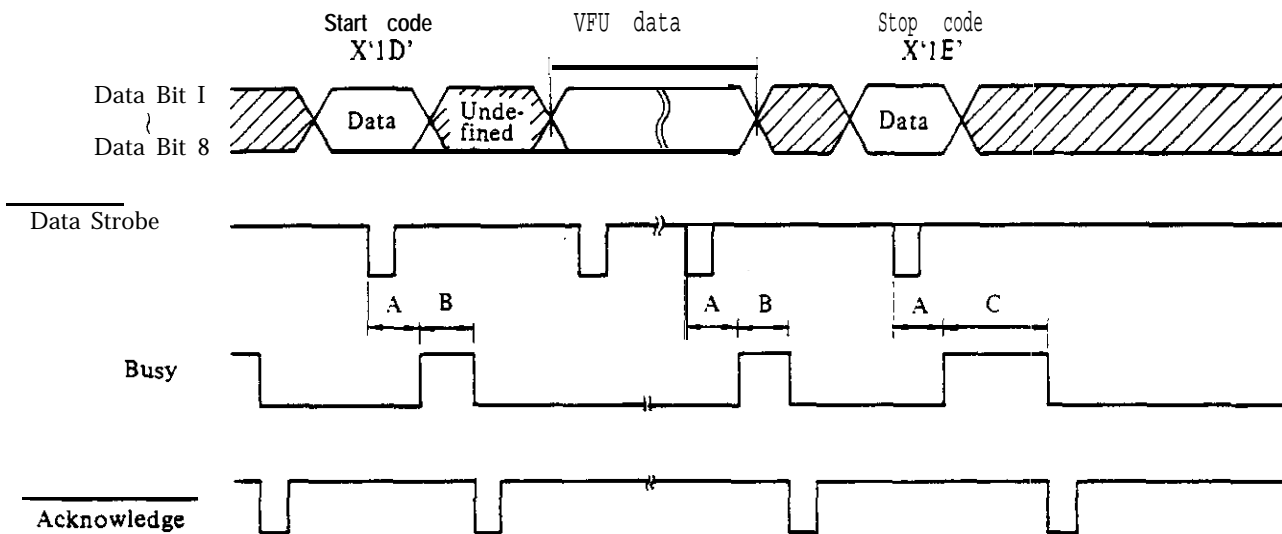 Start code VFU data Stop code
X‘1D’ X‘1E’
Data Bit I
~
Data Bit 8
Data Unde-
fined Data
Data Strobe
A B A B A C
Busy
Acknowledge